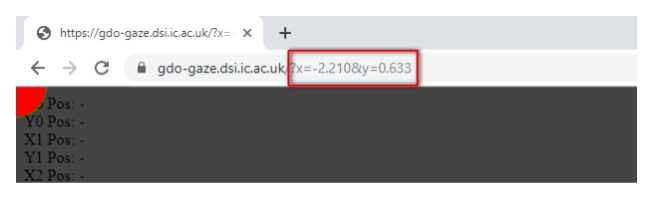 https://gdo-gaze.dsi.ic.ac.uk/?x=
gdo-gaze.dsi.ic.ac.uk/?x=-2.210&y=0.633
Pos: -
Y0 Pos: -
X1 Pos: -
Y1 Pos: -
X2 Pos: -